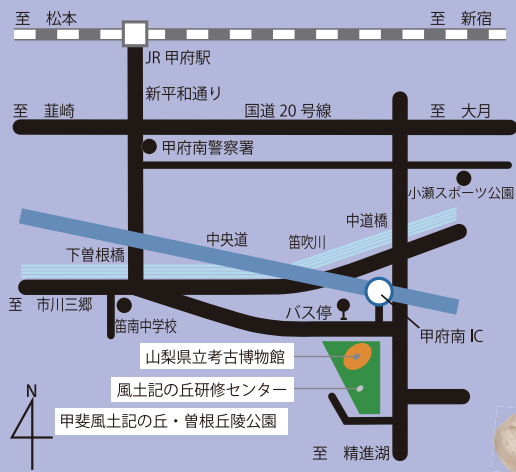 至 松本
至 新宿
JR 甲府駅
新平和通り
至 韮崎
国道 20 号線
至 大月
甲府南警察署
小瀬スポーツ公園
中道橋
中央道
笛吹川
下曽根橋
至 市川三郷
笛南中学校
バス停
甲府南 IC
山梨県立考古博物館
風土記の丘研修センター
甲斐風土記の丘・曽根丘陵公園
N
至 精進湖